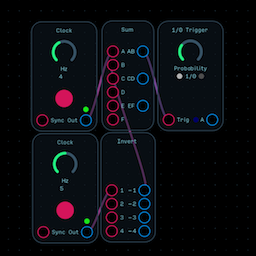 Clock
Hz
4
Sync Out
Sum
A AB
B
C CD
D
E EF
F
1/0 Trigger
Probability
1/0
Trig A
Clock
Hz
5
Sync Out
Invert
1 -1
2 -2
3 -3
4 -4